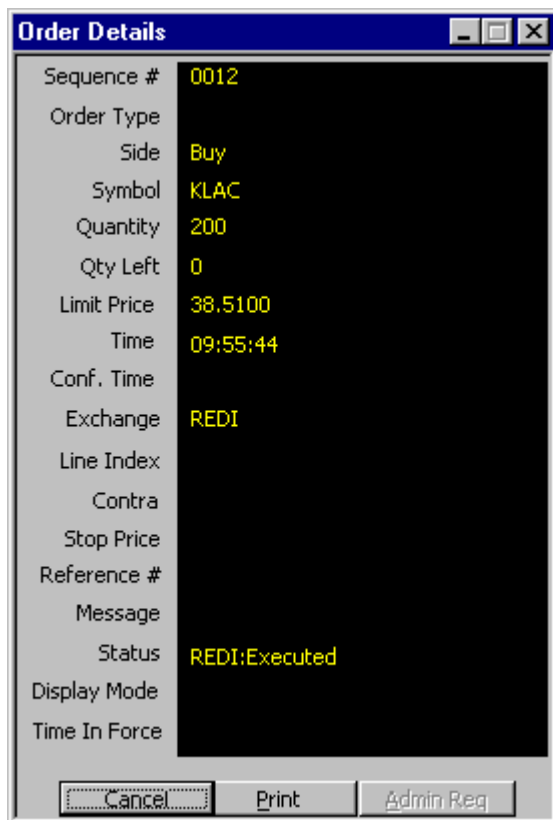 Order Details
Sequence # 0012
Order Type
Side Buy
Symbol KLAC
Quantity 200
Qty Left 0
Limit Price 38.5100
Time 09:55:44
Conf. Time
Exchange REDI
Line Index
Contra
Stop Price
Reference #
Message
Status REDI:Executed
Display Mode
Time In Force
Cancel Print Admin Req